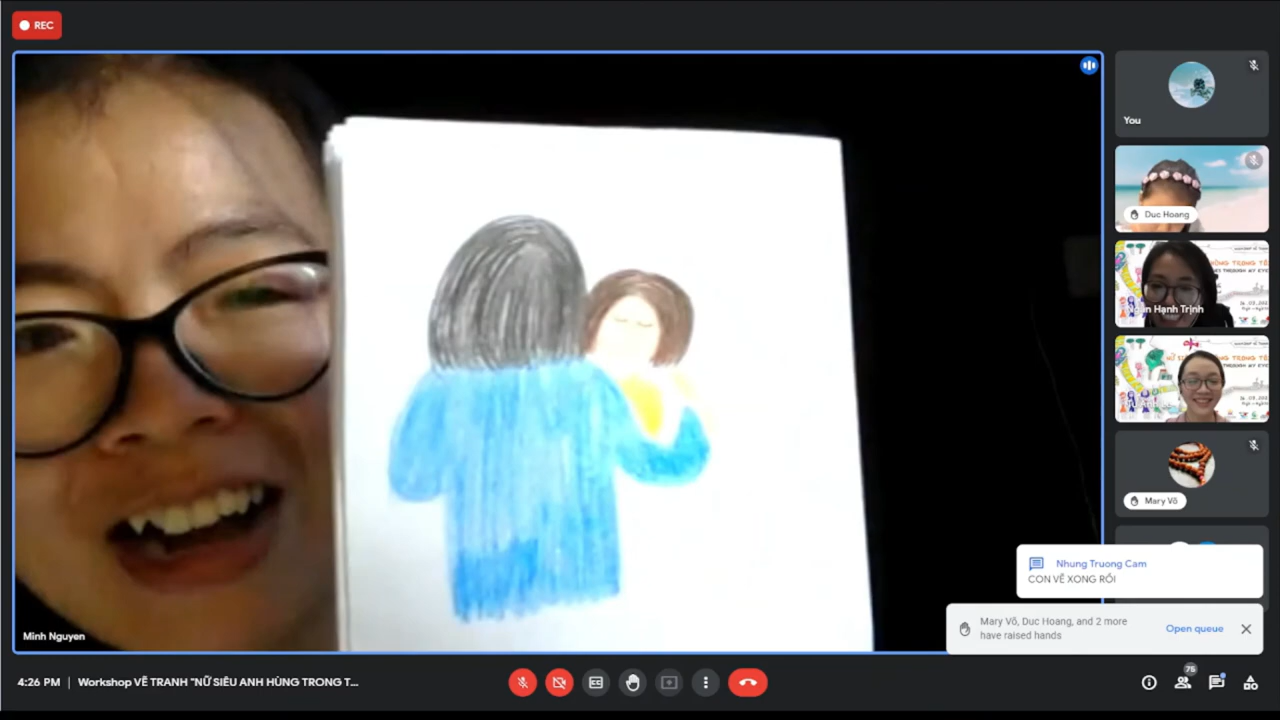 REC
You
Duc Hoang
Hạnh Trịnh
Mary Võ
Nhung Truong Cam
CON VẼ XONG RỒI
Mary Võ, Duc Hoang, and 2 more
have raised hands
Open queue
Minh Nguyen
4:26 PM | Workshop VẼ TRANH "NỮ SIÊU ANH HÙNG TRONG T...
75